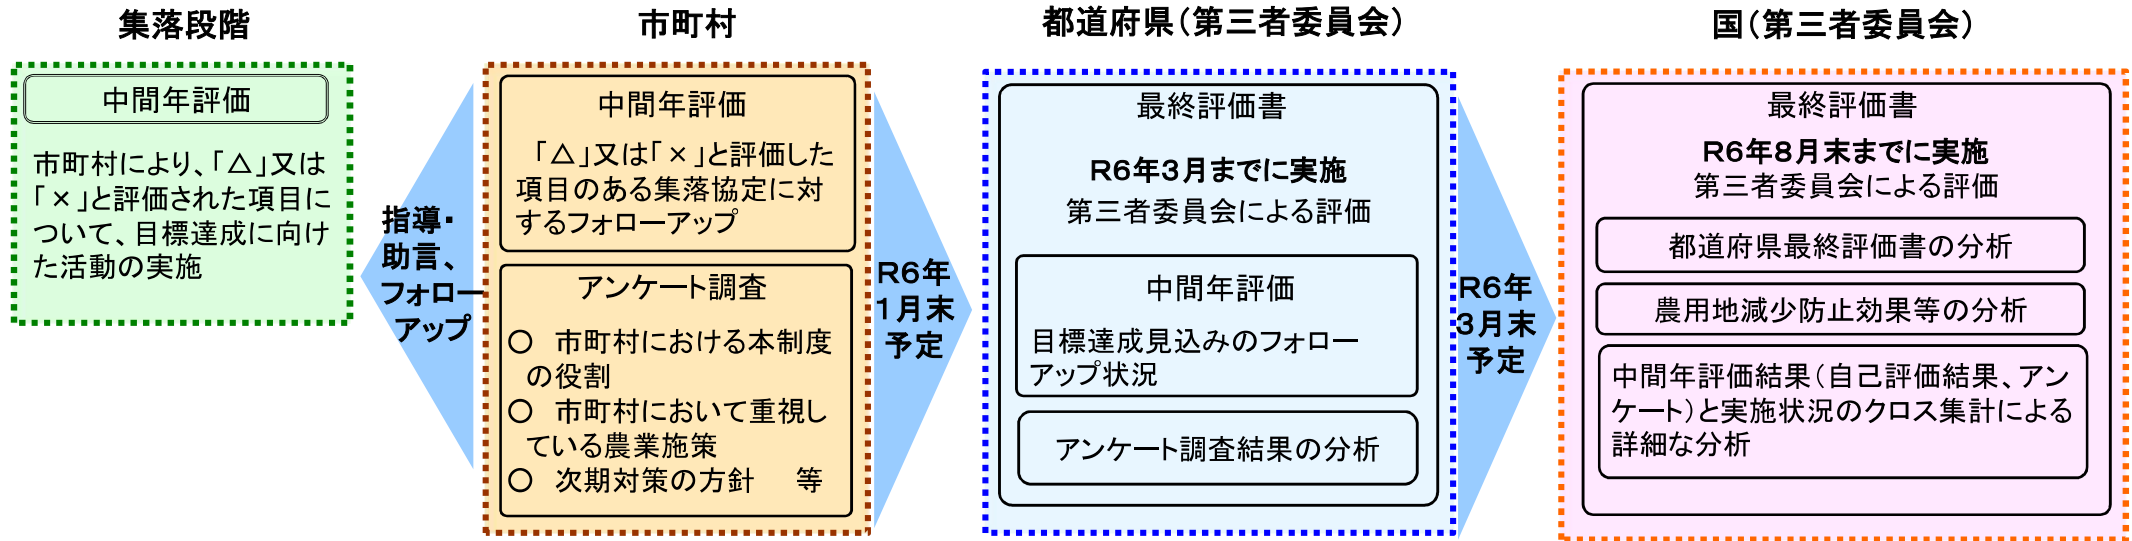 集落段階
中間年評価
市町村により、「△」又は
「×」と評価された項目に
ついて、目標達成に向け
た活動の実施
指導・
助言、
フォロー
アップ
市町村
中間年評価
「△」又は「×」と評価した
項目のある集落協定に対
するフォローアップ
アンケート調査
○　市町村における本制度
の役割
○　市町村において重視し
ている農業施策
○　次期対策の方針　等
R6年
1月末
予定
都道府県（第三者委員会）
最終評価書
R6年3月までに実施
第三者委員会による評価
中間年評価
目標達成見込みのフォロー
アップ状況
アンケート調査結果の分析
R6年
3月末
予定
国（第三者委員会）
最終評価書
R6年8月末までに実施
第三者委員会による評価
都道府県最終評価書の分析
農用地減少防止効果等の分析
中間年評価結果（自己評価結果、アン
ケート）と実施状況のクロス集計による
詳細な分析